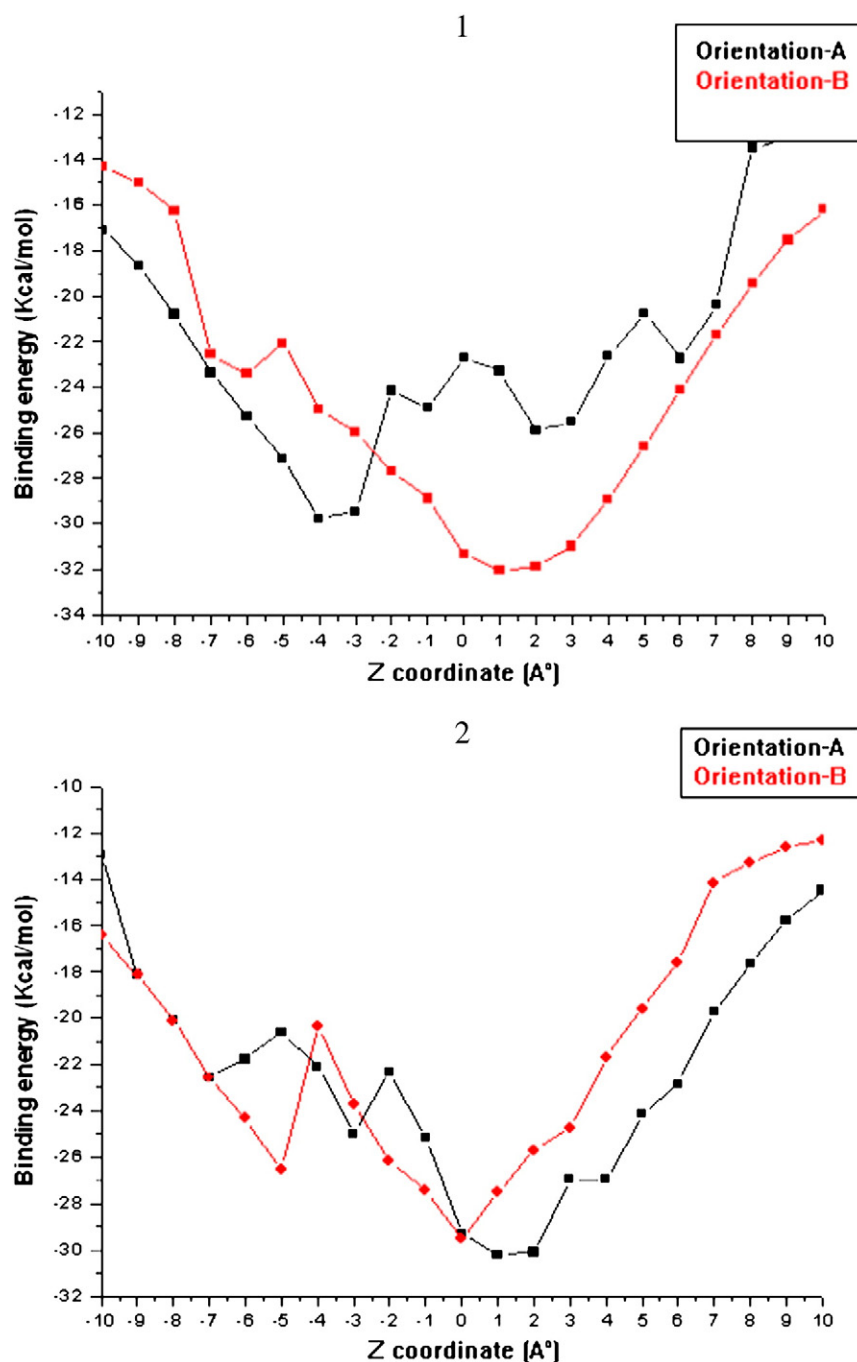 1
Orientation-A
Orientation-B
-12
-14
-16
-18
-20
-22
-24
-26
-28
-30
-32
-34
Binding energy (Kcal/mol)
-10 -9 -8 -7 -6 -5 -4 -3 -2 -1 0 1 2 3 4 5 6 7 8 9 10
Z coordinate (A°)
2
Orientation-A
Orientation-B
-10
-12
-14
-16
-18
-20
-22
-24
-26
-28
-30
-32
Binding energy (Kcal/mol)
-10 -9 -8 -7 -6 -5 -4 -3 -2 -1 0 1 2 3 4 5 6 7 8 9 10
Z coordinate (A°)